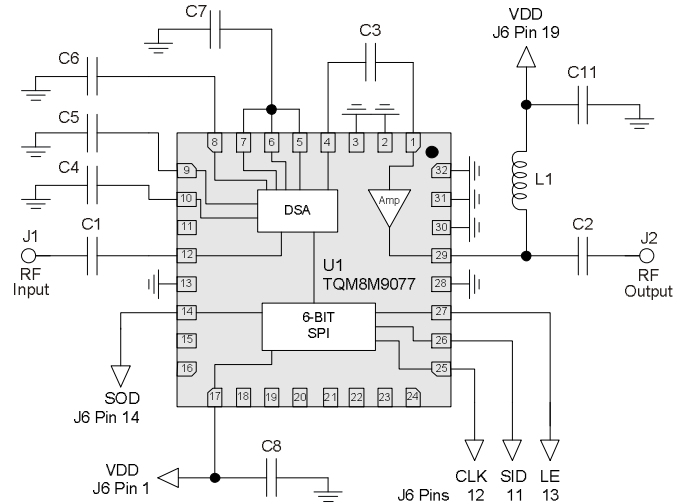 C7
VDD
J6 Pin 19
C6
C3
C11
C5
8 7 6 5 4 3 2 1
9
32
C4
L1
10
DSA
Amp
31
C1
11
30
C2
J1
12
29
J2
RF
Input
U1
TQM8M9077
RF
Output
13
28
14
6-BIT
SPI
27
15
26
16
25
SOD
J6 Pin 14
17 18 19 20 21 22 23 24
C8
VDD
J6 Pin 1
CLK SID LE
J6 Pins 12 11 13